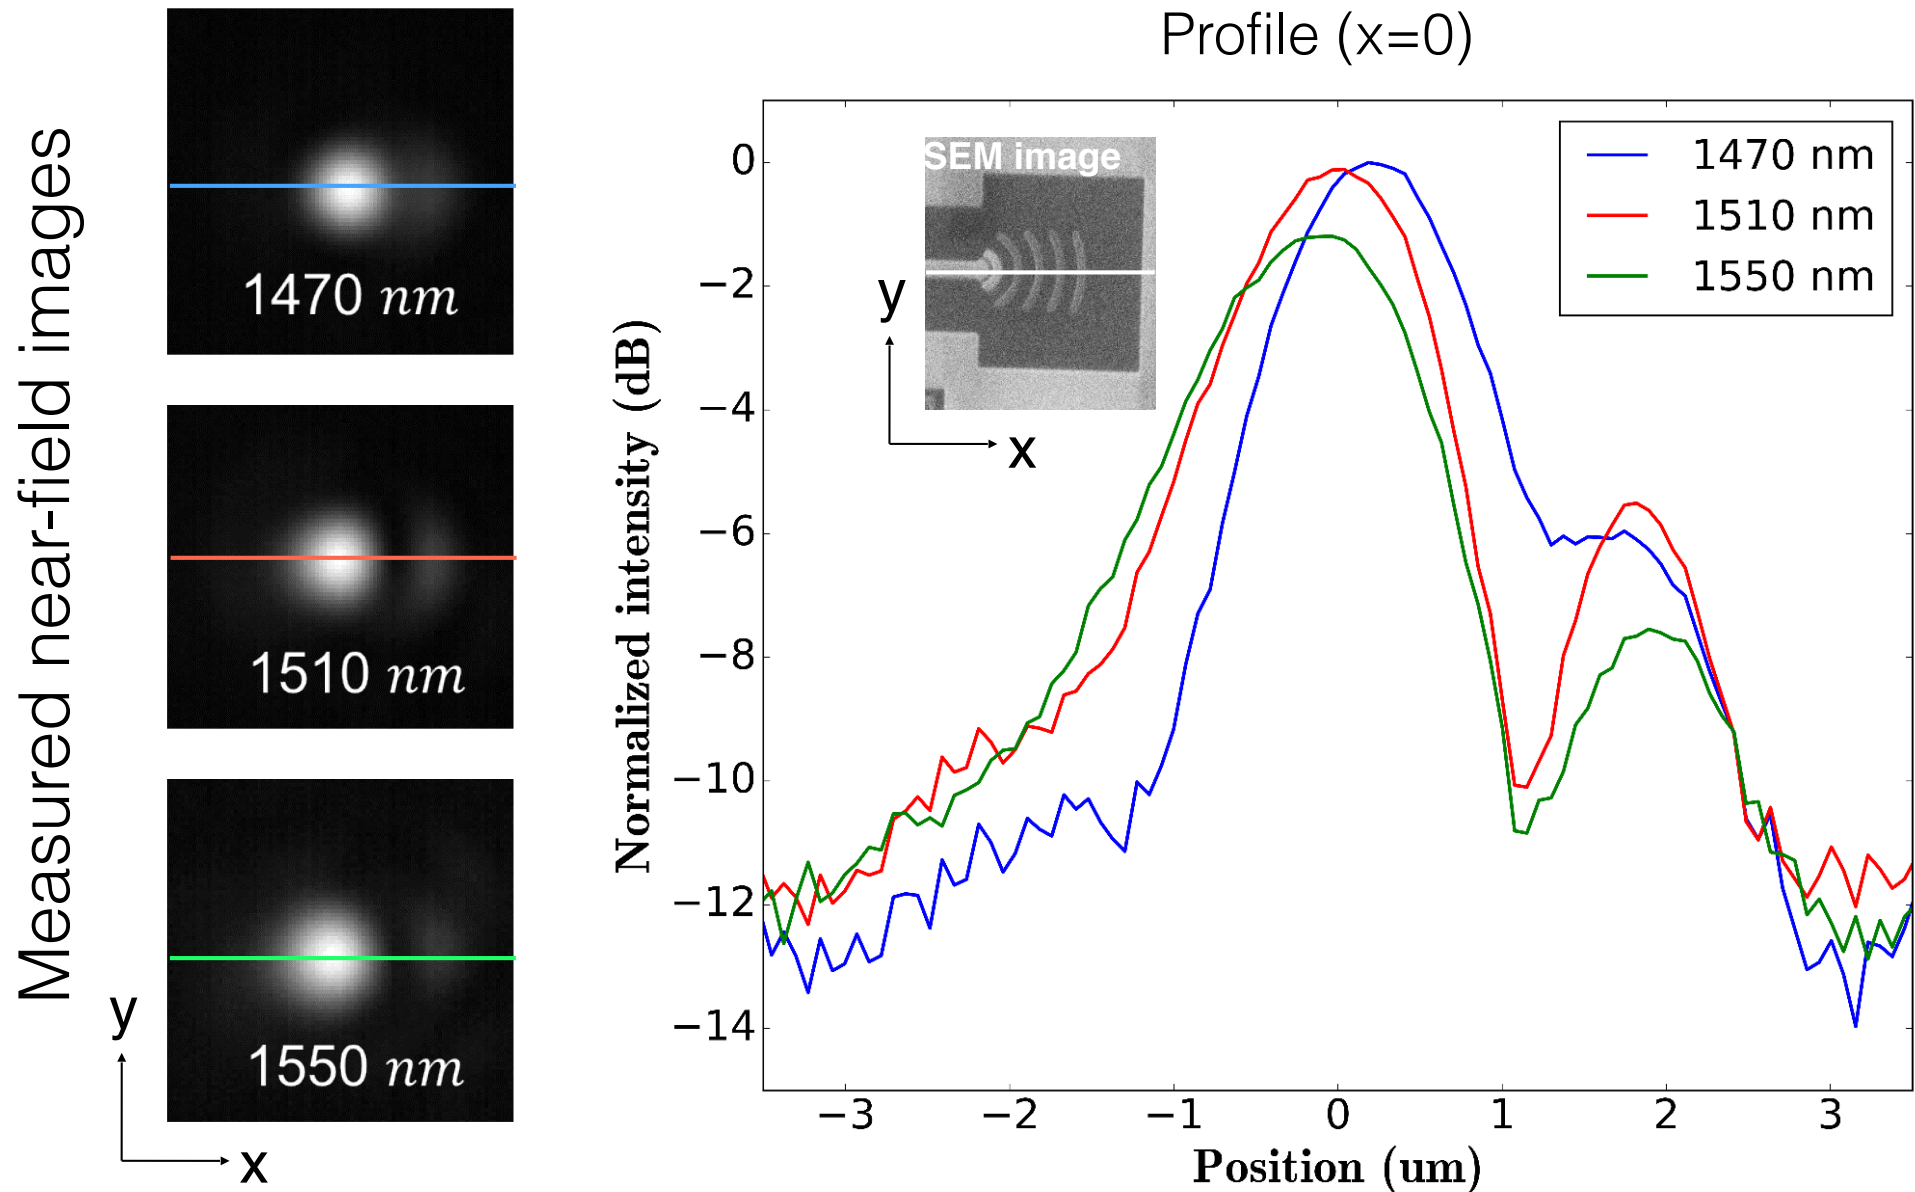 Measured near-field images
1470 nm
1510 nm
1550 nm
y
x
Profile (x=0)
SEM image
y
x
1470 nm
1510 nm
1550 nm
Normalized intensity (dB)
0
−2
−4
−6
−8
−10
−12
−14
−3 −2 −1 0 1 2 3
Position (um)